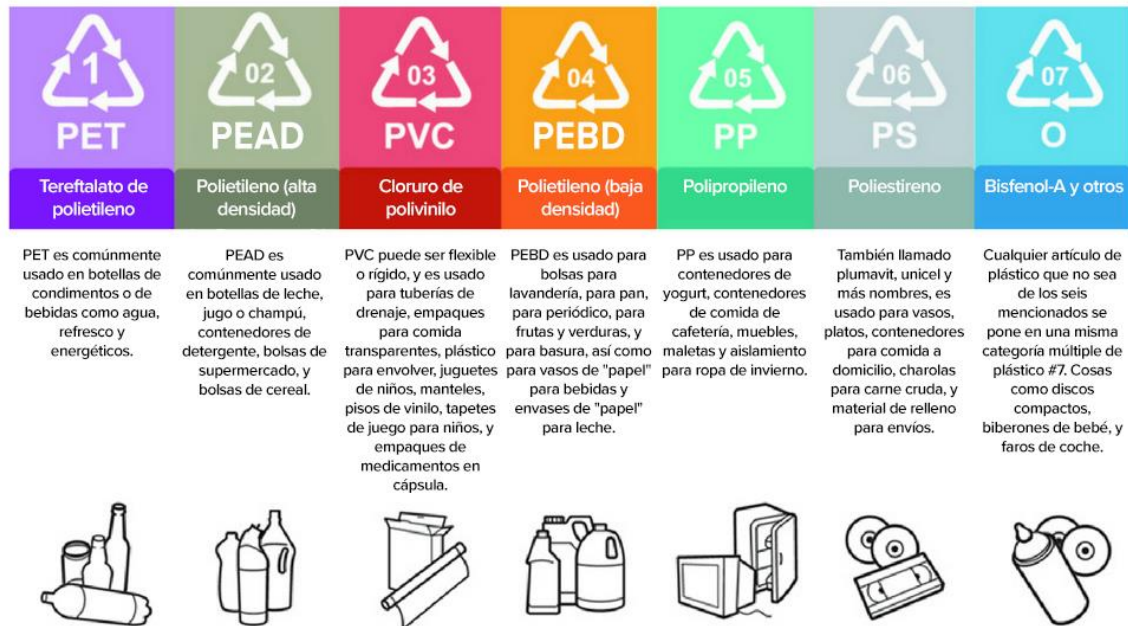 1
PET
Tereftalato de
polietileno
PET es comúnmente
usado en botellas de
condimentos o de
bebidas como agua,
refresco y
energéticos.
02
PEAD
Polietileno (alta
densidad)
PEAD es
comúnmente usado
en botellas de leche,
jugo o champú,
contenedores de
detergente, bolsas de
supermercado, y
bolsas de cereal.
03
PVC
Cloruro de
polivinilo
PVC puede ser flexible
o rígido, y es usado
para tuberías de
drenaje, empaques
para comida
transparentes, plástico
para envolver, juguetes
de niños, manteles,
pisos de vinilo, tapetes
de juego para niños, y
empaques de
medicamentos en
cápsula.
04
PEBD
Polietileno (baja
densidad)
PEBD es usado para
bolsas para
lavandería, para pan,
para periódico, para
frutas y verduras, y
para basura, así como
para vasos de "papel"
para bebidas y
envases de "papel"
para leche.
05
PP
Polipropileno
PP es usado para
contenedores de
yogurt, contenedores
de comida de
cafetería, muebles,
maletas y aislamiento
para ropa de invierno.
06
PS
Poliestireno
También llamado
plumavit, unicel y
más nombres, es
usado para vasos,
platos, contenedores
para comida a
domicilio, charolas
para carne cruda, y
material de relleno
para envíos.
07
O
Bisfenol-A y otros
Cualquier artículo de
plástico que no sea
de los seis
mencionados se
pone en una misma
categoría múltiple de
plástico #7. Cosas
como discos
compactos,
biberones de bebé, y
faros de coche.